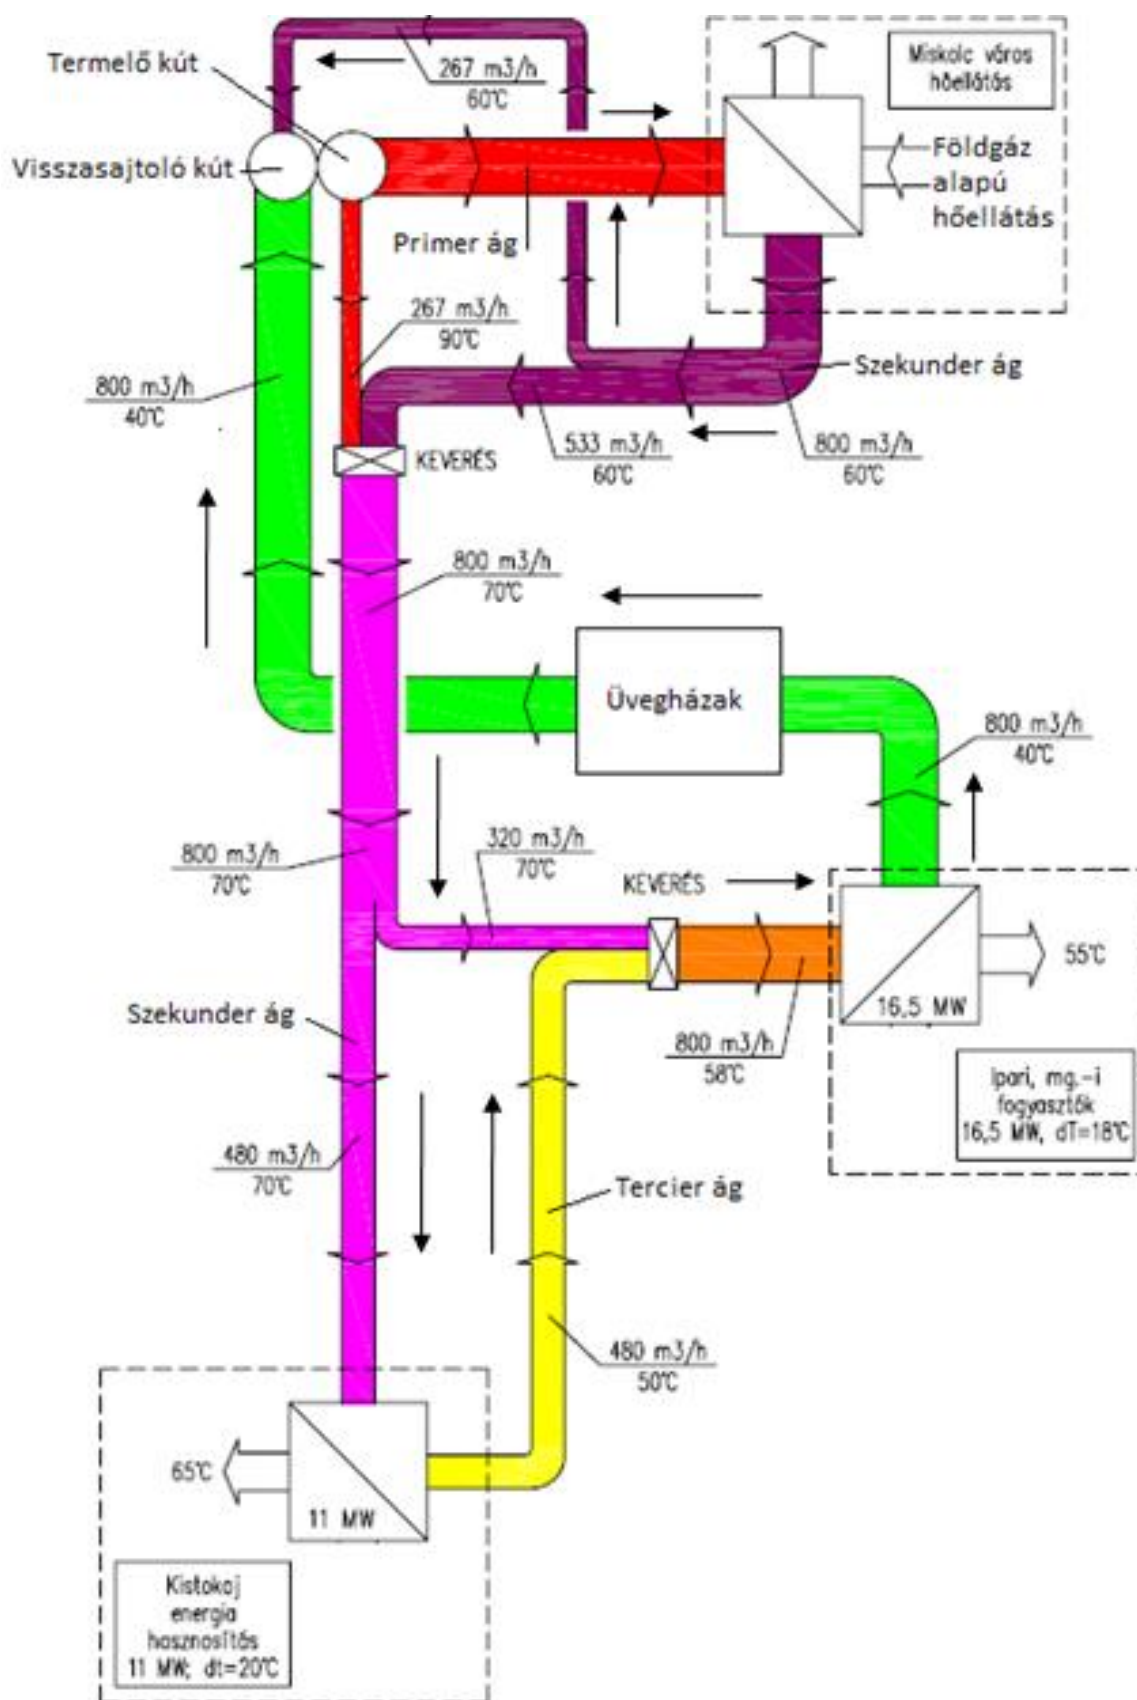 Termelő kút
267 m3/h
60℃
Miskolc város
hőellátás
Visszasajtoló kút
Földgáz
alapú
hőellátás
Primer ág
267 m3/h
90℃
800 m3/h
40℃
Szekunder ág
KEVERÉS
533 m3/h
60℃
800 m3/h
60℃
800 m3/h
70℃
Üvegházak
800 m3/h
40℃
800 m3/h
70℃
320 m3/h
70℃
KEVERÉS
55℃
16,5 MW
Szekunder ág
800 m3/h
58℃
Ipari, mg.-i
fogyasztók
16,5 MW, dT=18℃
480 m3/h
70℃
Tercier ág
480 m3/h
50℃
65℃
11 MW
Kistokaj
energia
hasznosítás
11 MW; dt=20℃